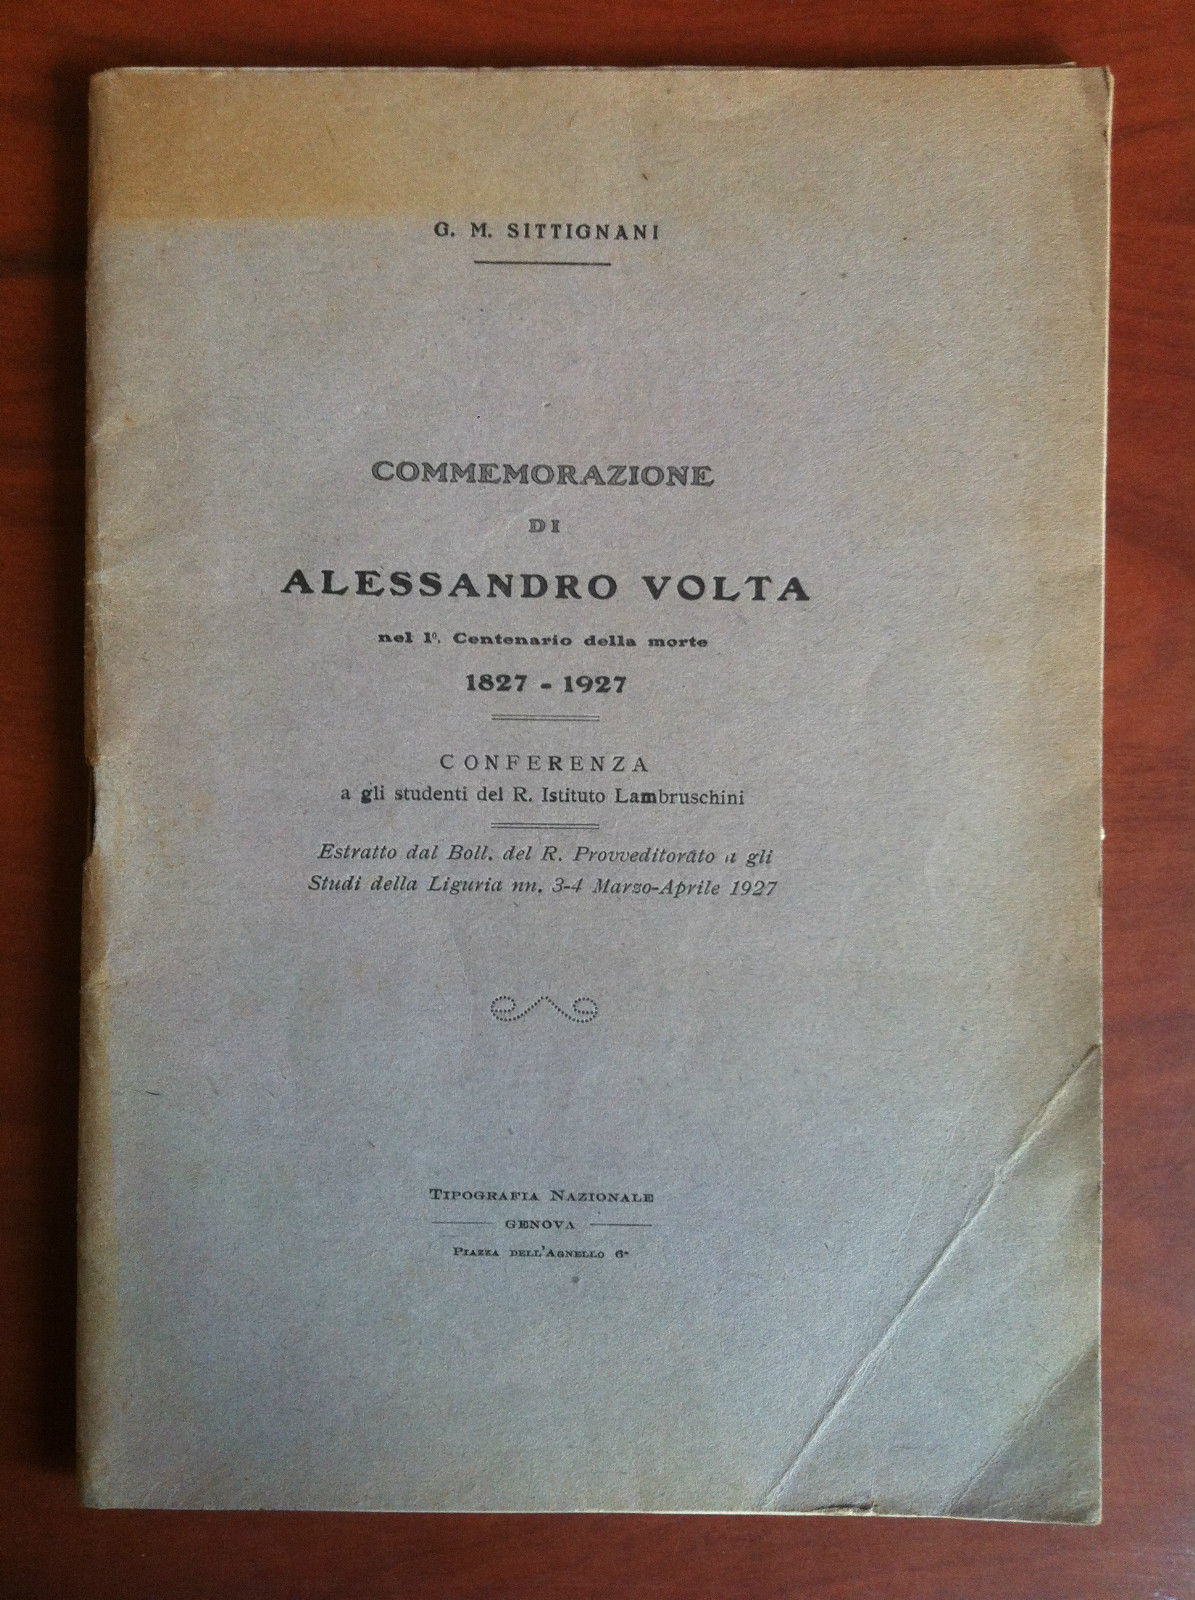 G. M. SITTIGNANI
COMMEMORAZIONE
DI
ALESSANDRO VOLTA
nel 1º. Centenario della morte
1827 - 1927
CONFERENZA
a gli studenti del R. Istituto Lambruschini
Estratto dal Boll. del R. Provveditorato a gli
Studi della Liguria nn. 3-4 Marzo-Aprile 1927
TIPOGRAFIA NAZIONALE
GENOVA
PIAZZA DELL'AGNELLO 6